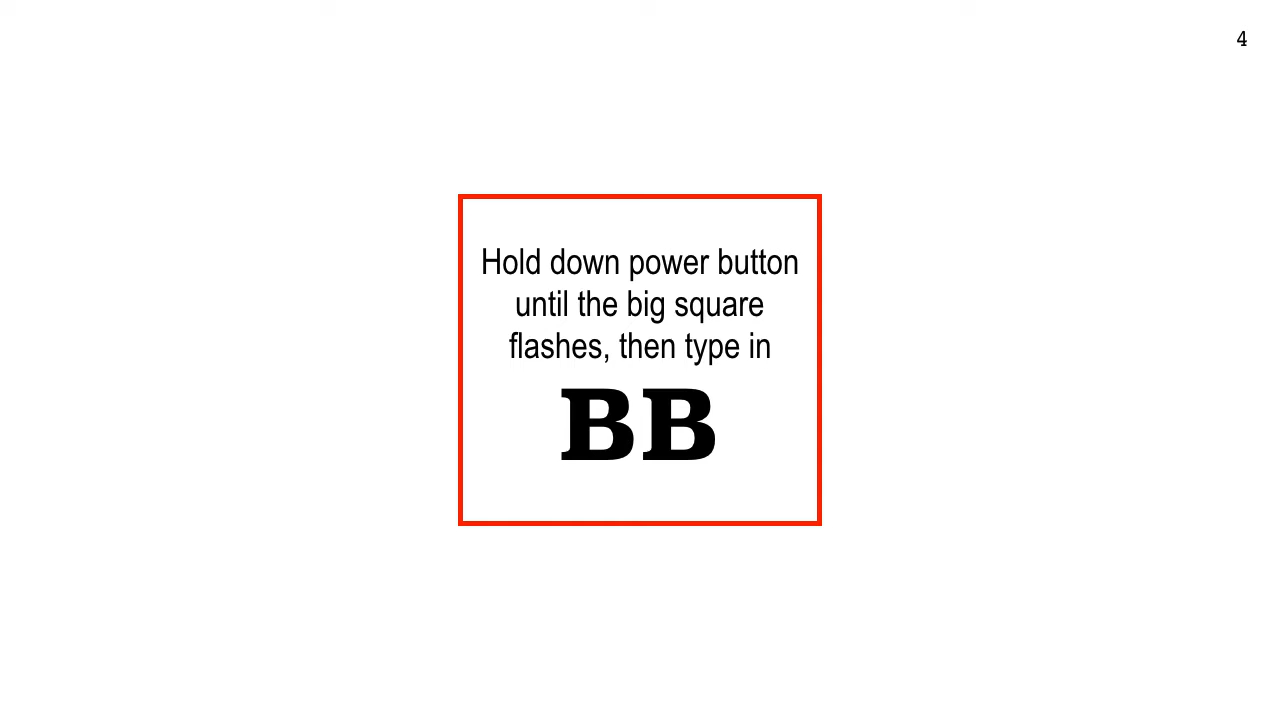 4
Hold down power button
until the big square
flashes, then type in
BB